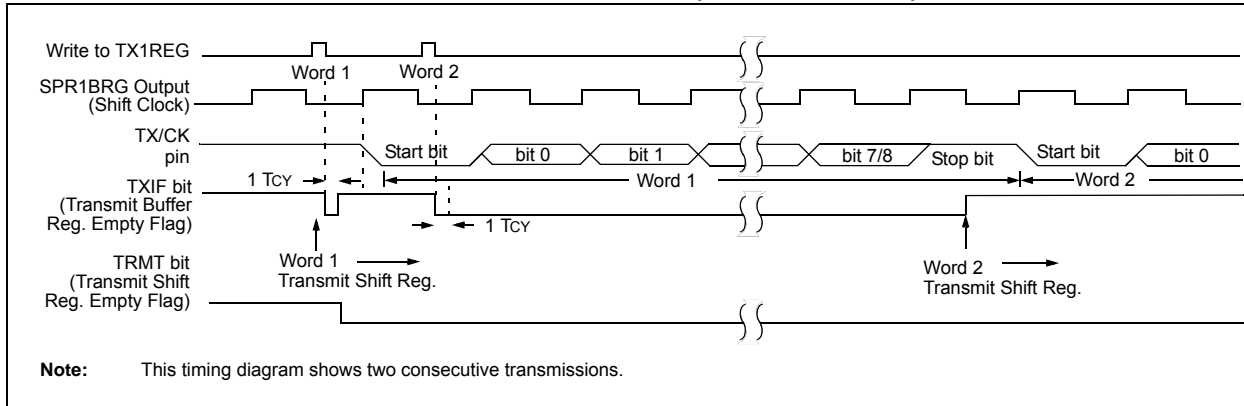 Write to TX1REG
Word 1
Word 2
SPR1BRG Output
(Shift Clock)
TX/CK
pin
Start bit
bit 0
bit 1
bit 7/8
Stop bit
Start bit
bit 0
1 TCY
Word 1
Word 2
TXIF bit
(Transmit Buffer
Reg. Empty Flag)
1 TCY
Word 1
Transmit Shift Reg.
Word 2
Transmit Shift Reg.
TRMT bit
(Transmit Shift
Reg. Empty Flag)
Note: This timing diagram shows two consecutive transmissions.